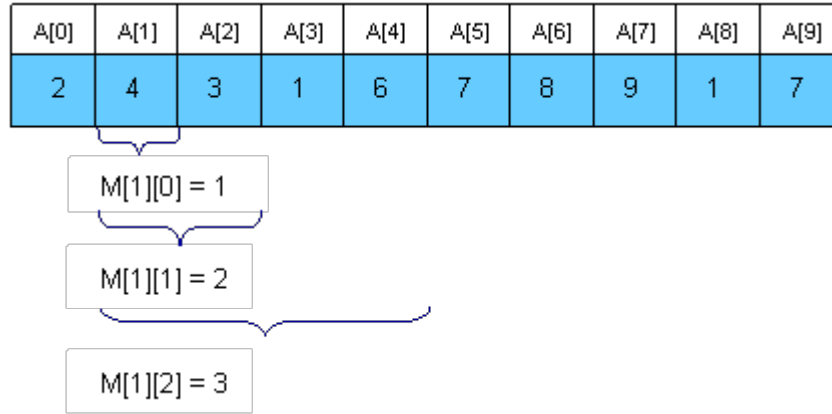 A[0] A[1] A[2] A[3] A[4] A[5] A[6] A[7] A[8] A[9]
2 4 3 1 6 7 8 9 1 7
M[1][0] = 1
M[1][1] = 2
M[1][2] = 3